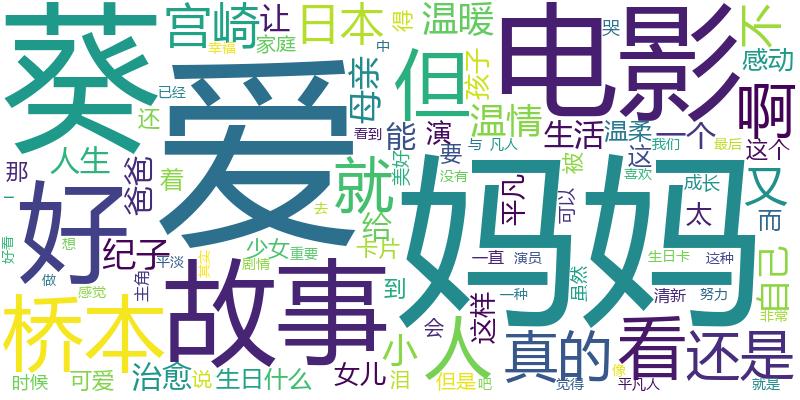 葵
宫崎
让
日本
得
温暖
电影
哭
不
幸福
家庭
中
已经
爱
母亲
但
孩子
感动
啊
还
看到
能
演
温情
生活
温柔
一个
人生
那
爸爸
着
就
美好
要
与
凡人
被
这
我们
最后
这个
没有
喜欢
好
给
平凡
可以
成长
又
太
而
纪子
少女
重要
去
卡片
妈妈
一
好看
想
平淡
其实
剧情
一直
演员
虽然
生日卡
这种
自己
做
感觉
主角
故事
到
一种
清新
努力
非常
桥本
会
人
这样
真的
看
还是
小
时候
可爱
治愈
说
生日
什么
女儿
泪
但是
吧
觉得
像
平凡人
就是